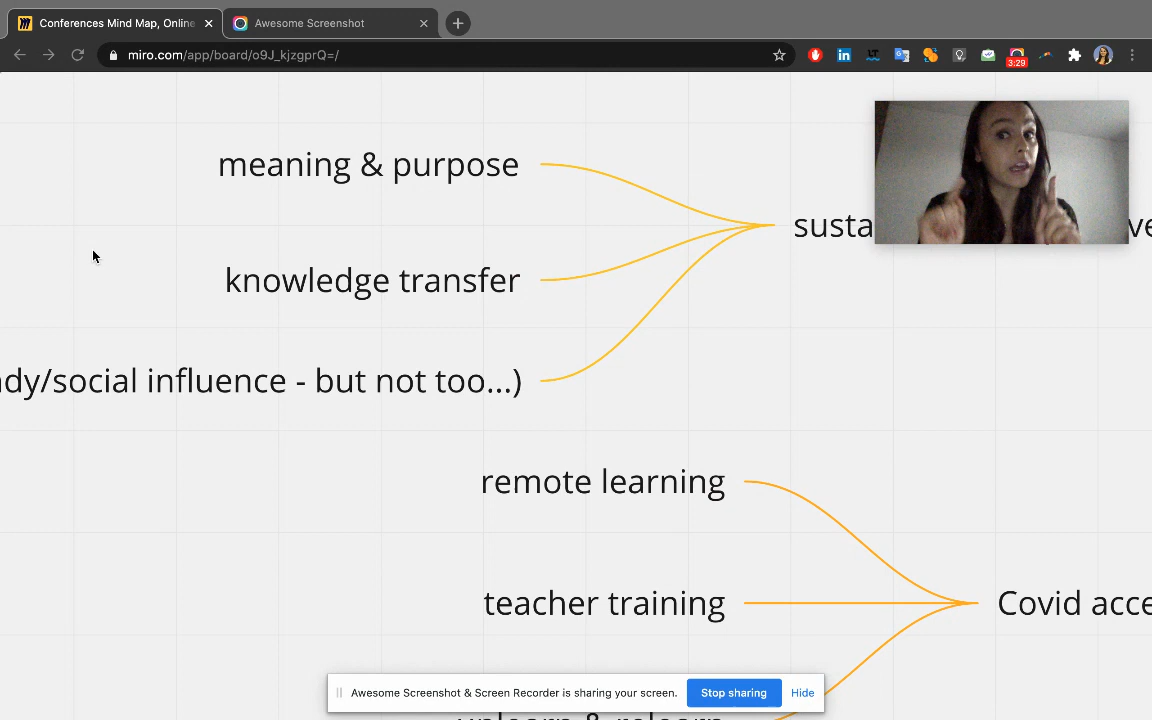 Conferences Mind Map, Online
Awesome Screenshot
miro.com/app/board/o9J_kjzgprQ=/
3:29
meaning & purpose
susta
ve
knowledge transfer
dy/social influence - but not too...)
remote learning
teacher training
Covid acce
Awesome Screenshot & Screen Recorder is sharing your screen.
Stop sharing
Hide